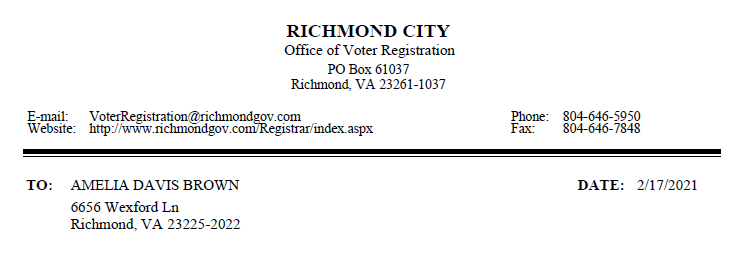 RICHMOND CITY
Office of Voter Registration
PO Box 61037
Richmond, VA 23261-1037
E-mail: VoterRegistration@richmondgov.com Phone: 804-646-5950
Website: http://www.richmondgov.com/Registrar/index.aspx Fax: 804-646-7848
TO: AMELIA DAVIS BROWN DATE: 2/17/2021
6656 Wexford Ln
Richmond, VA 23225-2022